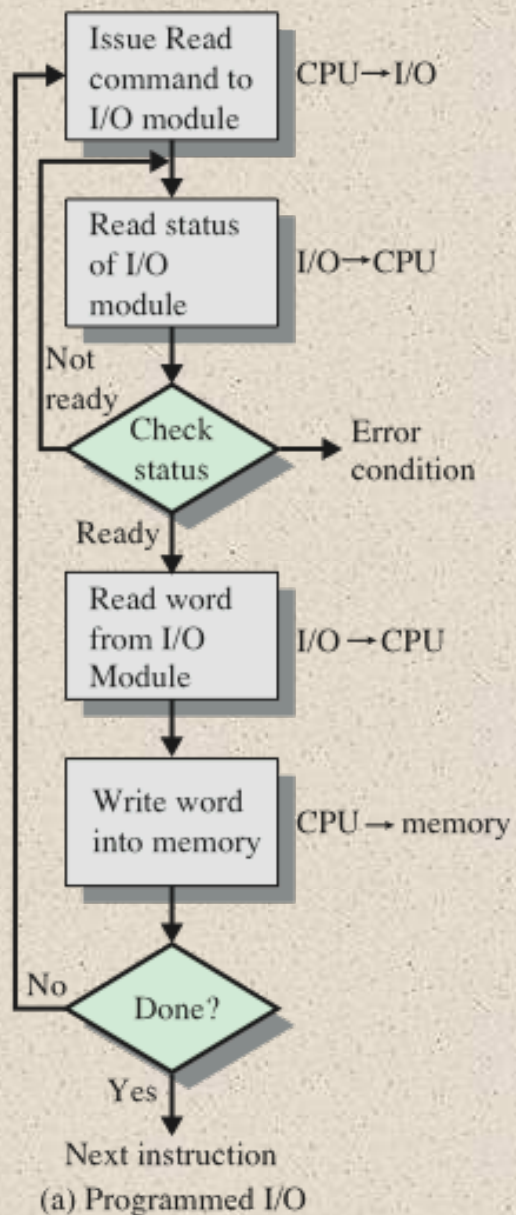 Issue Read
command to
I/O module
CPU→I/O
Read status
of I/O
module
I/O→CPU
Not
ready
Check
status
Error
condition
Ready
Read word
from I/O
Module
I/O → CPU
Write word
into memory
CPU → memory
No
Done?
Yes
Next instruction
(a) Programmed I/O